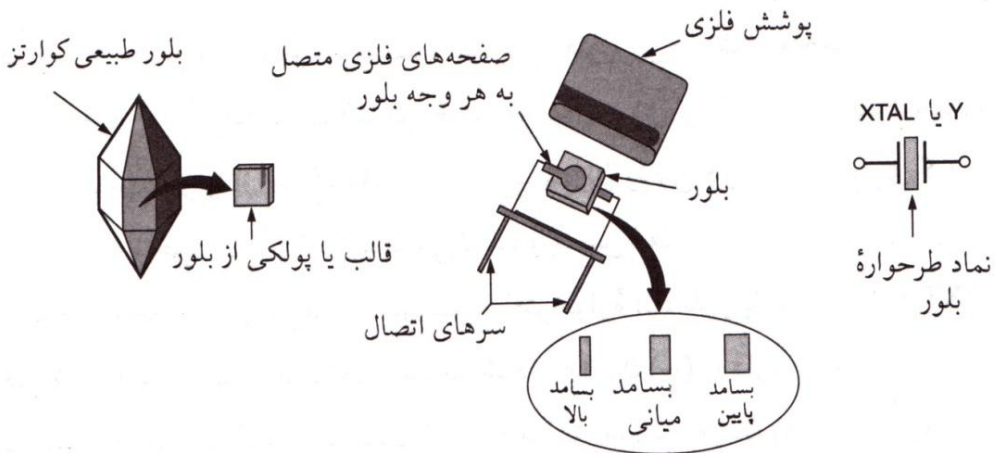 پوشش فلزی
بلور طبیعی کوارتز
صفحه‌های فلزی متصل
به هر وجه بلور
Y یا XTAL
بلور
قالب یا پولکی از بلور
نماد طرحوارهٔ
بلور
سرهای اتصال
بسامد
پایین
بسامد
میانی
بسامد
بالا